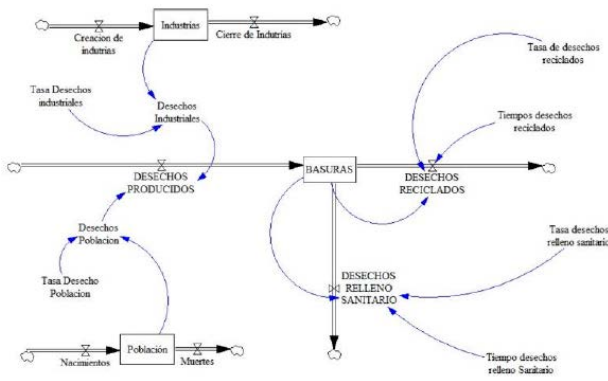 Industrias
Creacion de
indutrias
Cierre de Indutrias
Tasa de desechos
reciclados
Tasa Desechos
industriales
Desechos
Industriales
Tiempos desechos
reciclados
DESECHOS
PRODUCIDOS
BASURAS
DESECHOS
RECICLADOS
Desechos
Poblacion
Tasa desechos
relleno sanitario
Tasa Desecho
Poblacion
DESECHOS
RELLENO
SANITARIO
Nacimientos
Población
Muertes
Tiempo desechos
relleno Sanitario